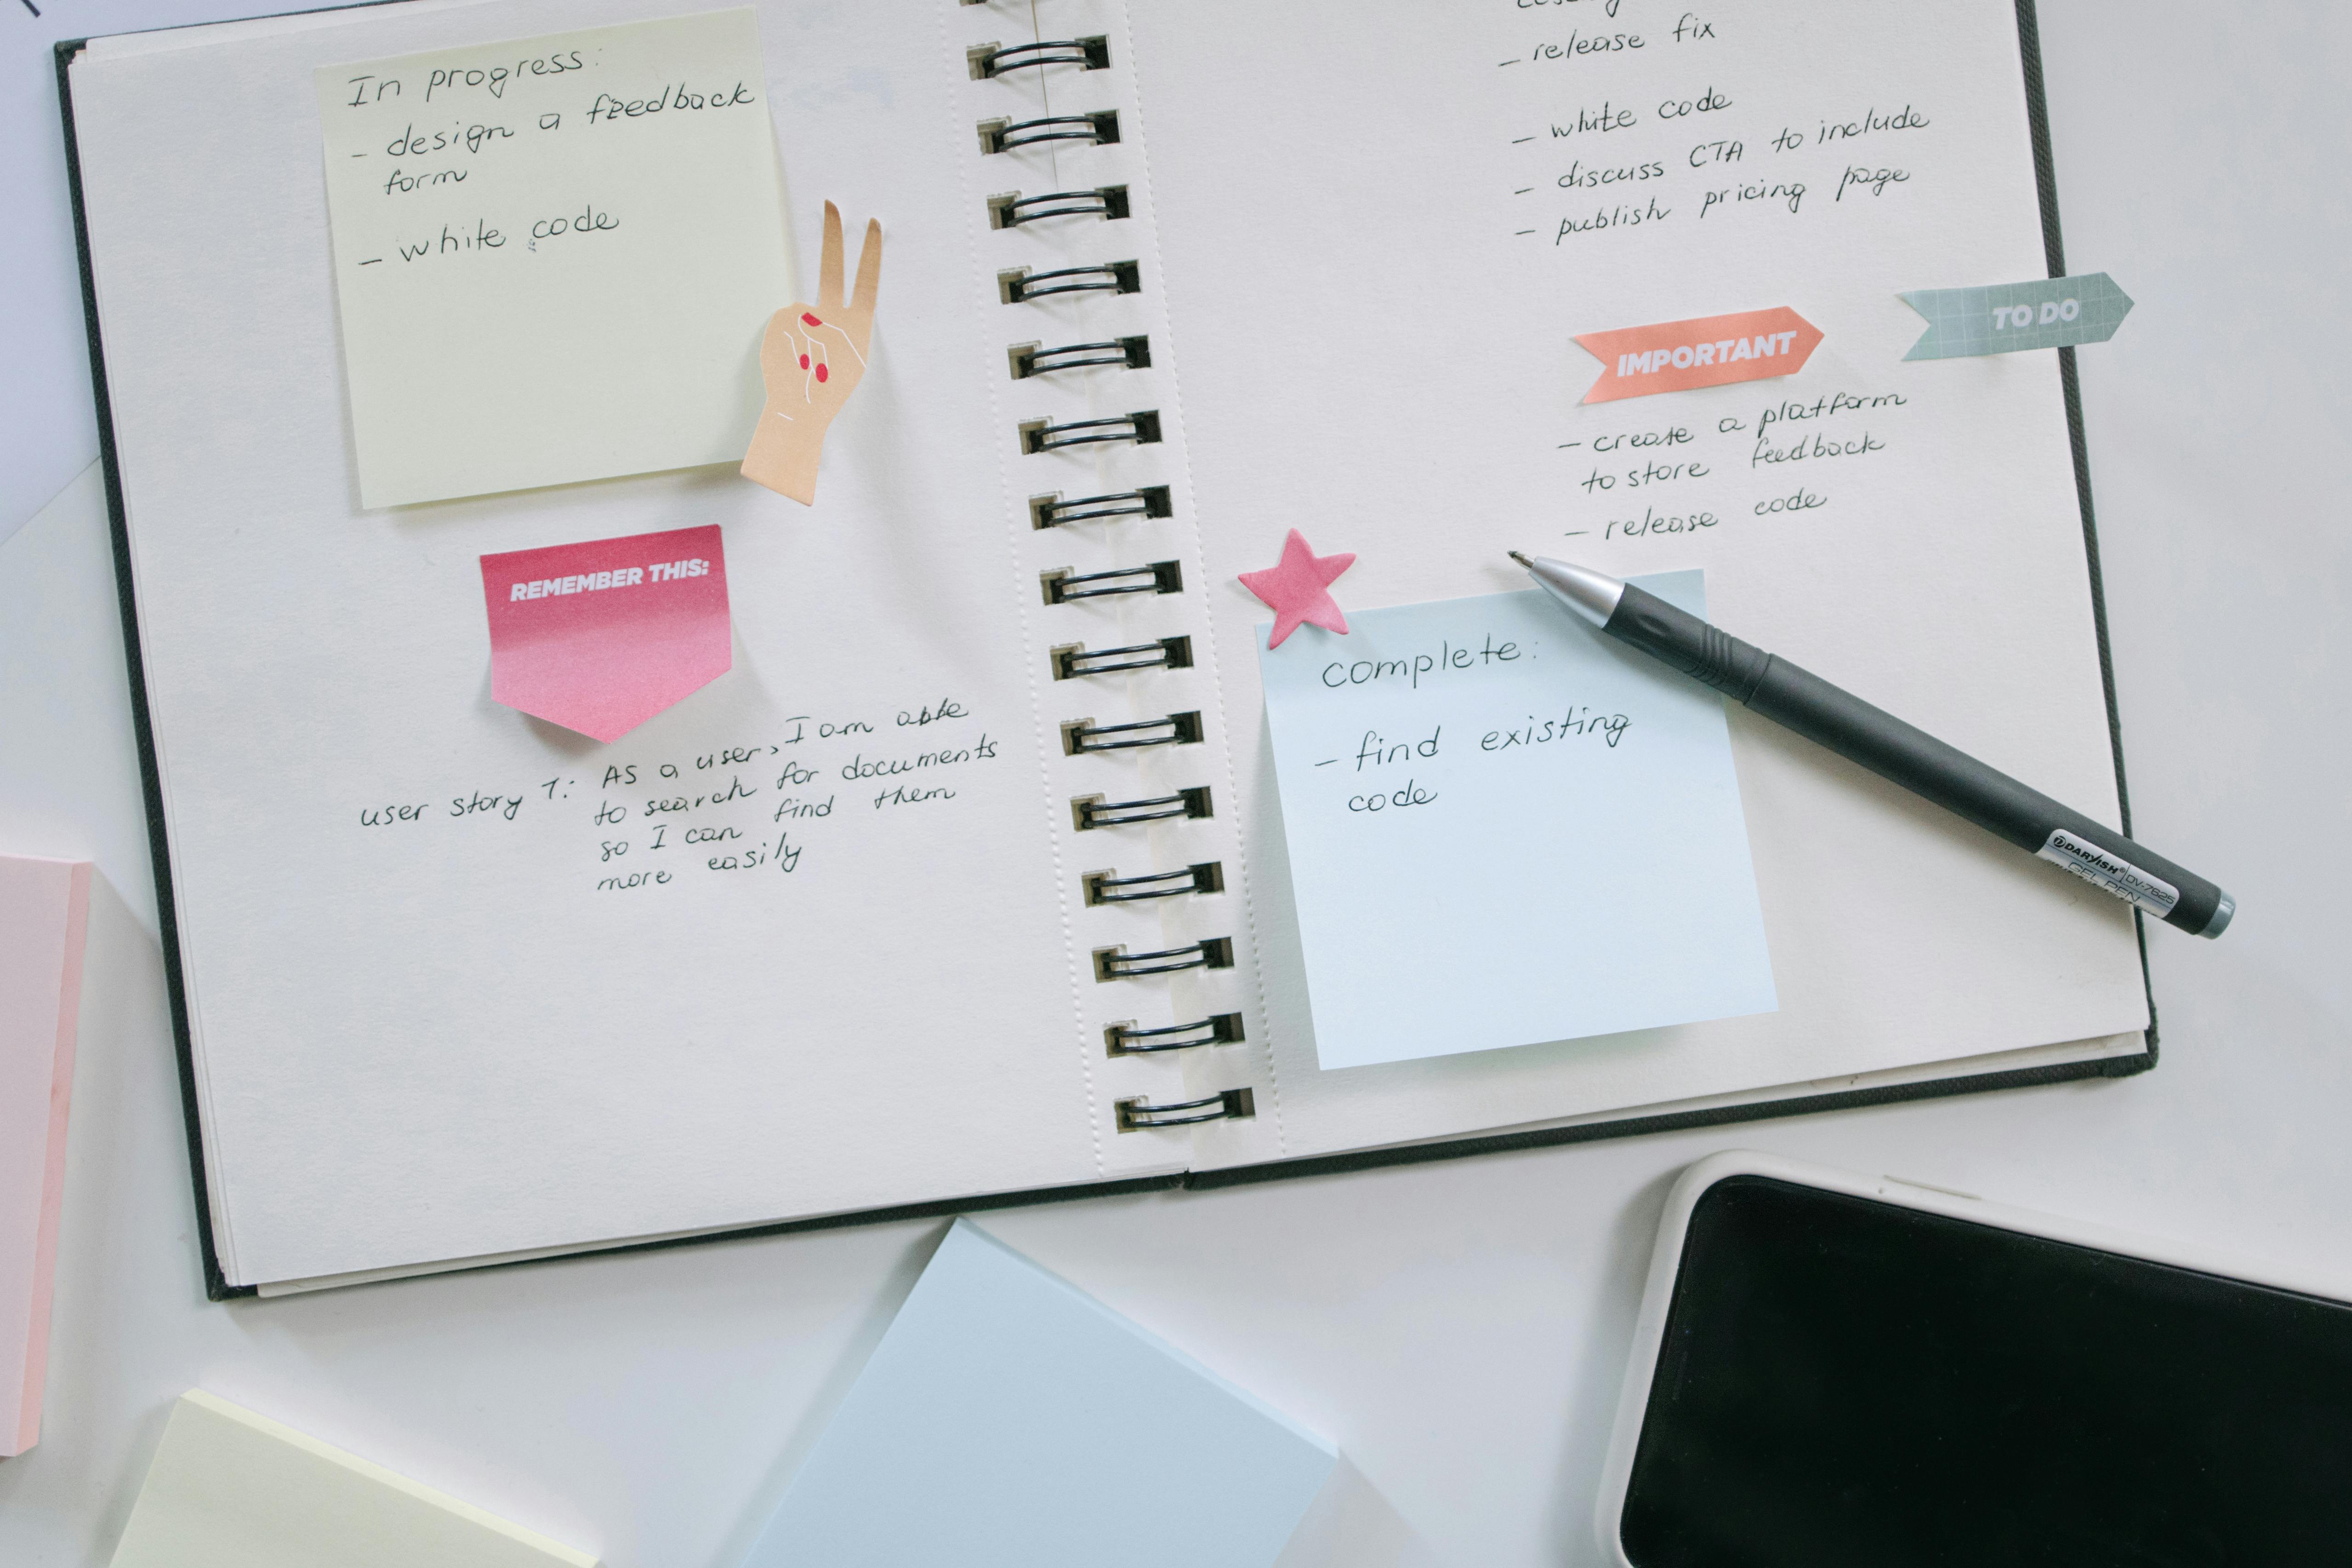 In progress:
- design a feedback
form
- white code
REMEMBER THIS:
user story 1: As a user, I am able
to search for documents
so I can find them
more easily
- release fix
- white code
- discuss CTA to include
- publish pricing page
TO DO
IMPORTANT
- create a platform
to store feedback
- release code
complete:
- find existing
code
DARYISH® DV-7625
GEL PEN